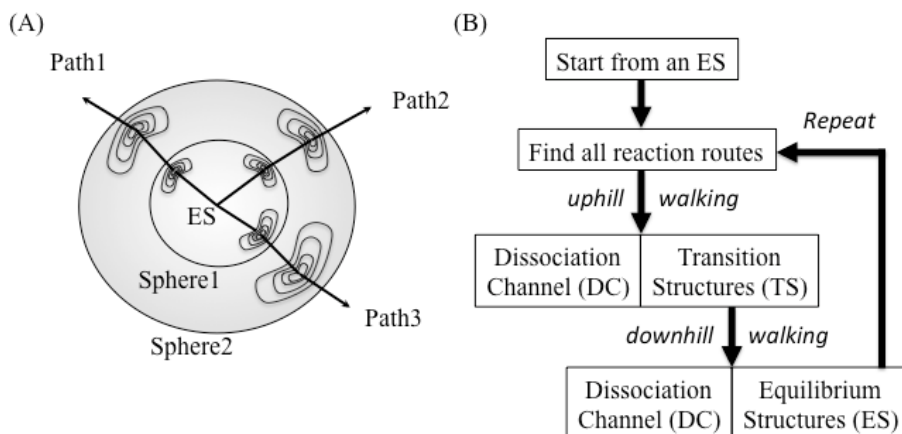 (A)
Path1
Path2
ES
Sphere1
Path3
Sphere2
(B)
Start from an ES
Repeat
Find all reaction routes
uphill walking
Dissociation
Channel (DC)
Transition
Structures (TS)
downhill walking
Dissociation
Channel (DC)
Equilibrium
Structures (ES)